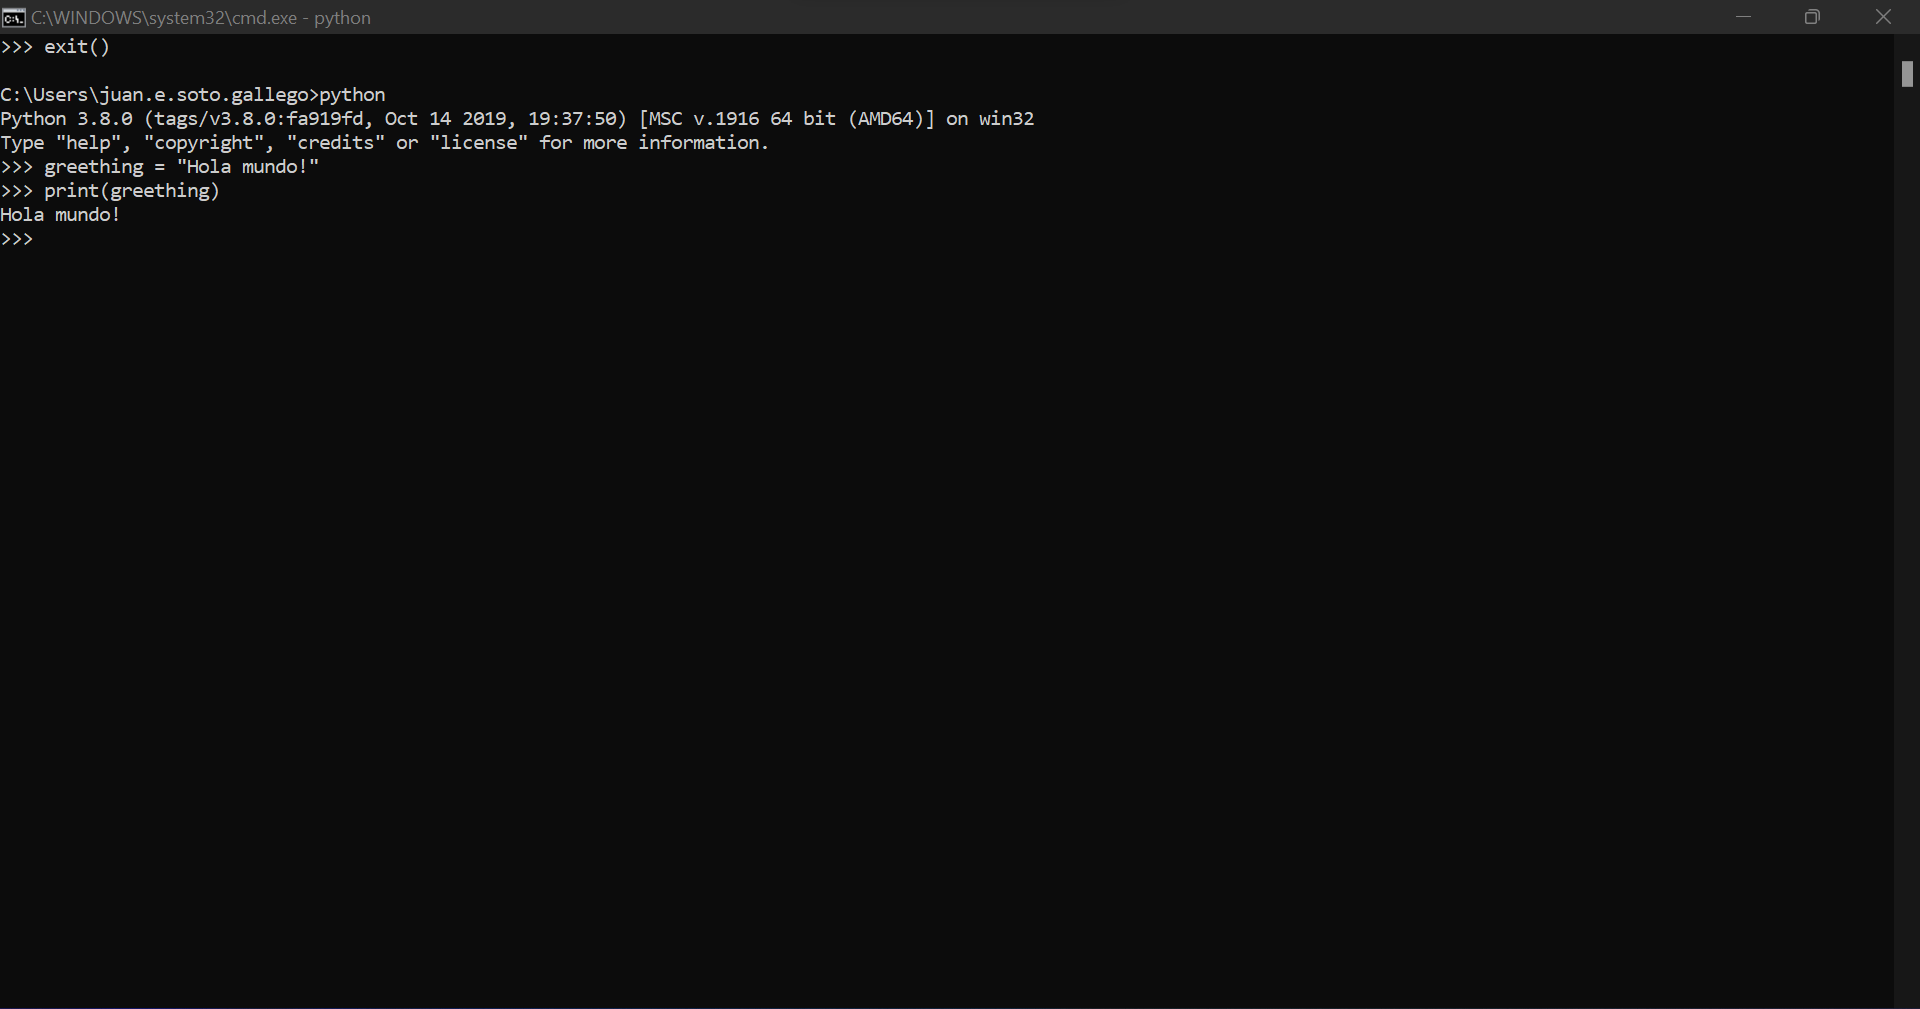 C:\WINDOWS\system32\cmd.exe - python
>>> exit()
C:\Users\juan.e.soto.gallego>python
Python 3.8.0 (tags/v3.8.0:fa919fd, Oct 14 2019, 19:37:50) [MSC v.1916 64 bit (AMD64)] on win32
Type "help", "copyright", "credits" or "license" for more information.
>>> greething = "Hola mundo!"
>>> print(greething)
Hola mundo!
>>>